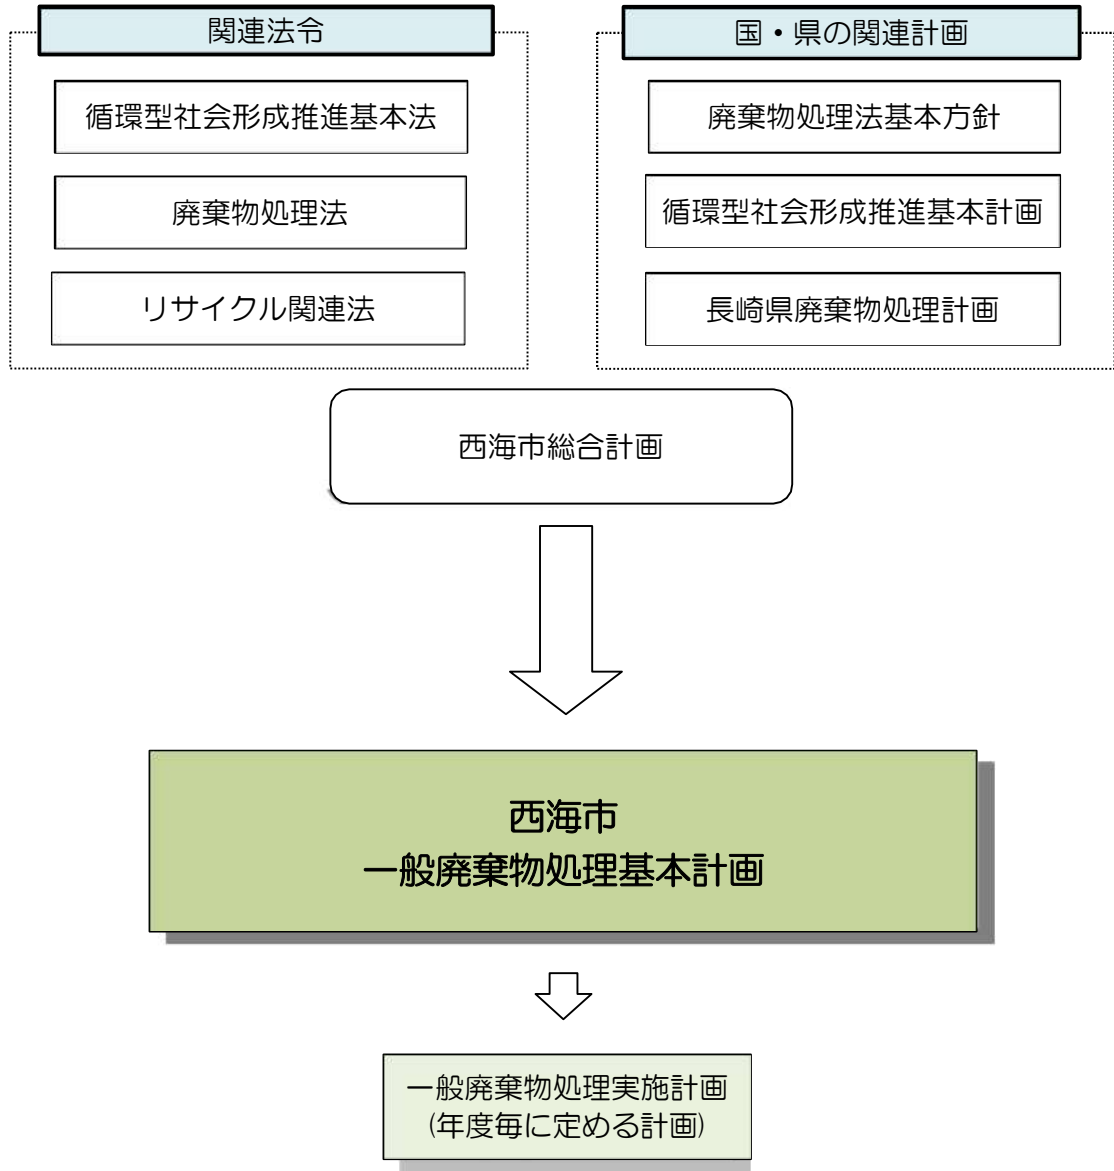 関連法令
循環型社会形成推進基本法
廃棄物処理法
リサイクル関連法
国・県の関連計画
廃棄物処理法基本方針
循環型社会形成推進基本計画
長崎県廃棄物処理計画
西海市総合計画
西海市
一般廃棄物処理基本計画
一般廃棄物処理実施計画
(年度毎に定める計画)